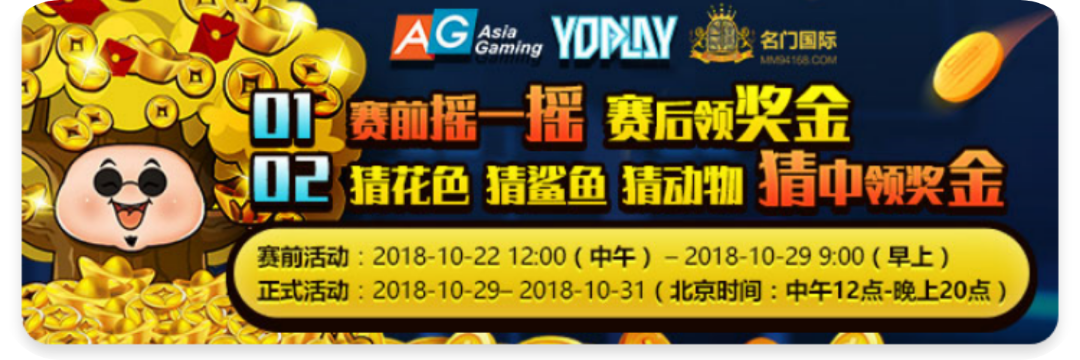 AG Asia Gaming YOPLAY 名门国际
MM94168.COM
01 赛前摇一摇 赛后领奖金
02 猜花色 猜鲨鱼 猜动物 猜中领奖金
赛前活动：2018-10-22 12:00（中午）– 2018-10-29 9:00（早上）
正式活动：2018-10-29– 2018-10-31（北京时间：中午12点-晚上20点）